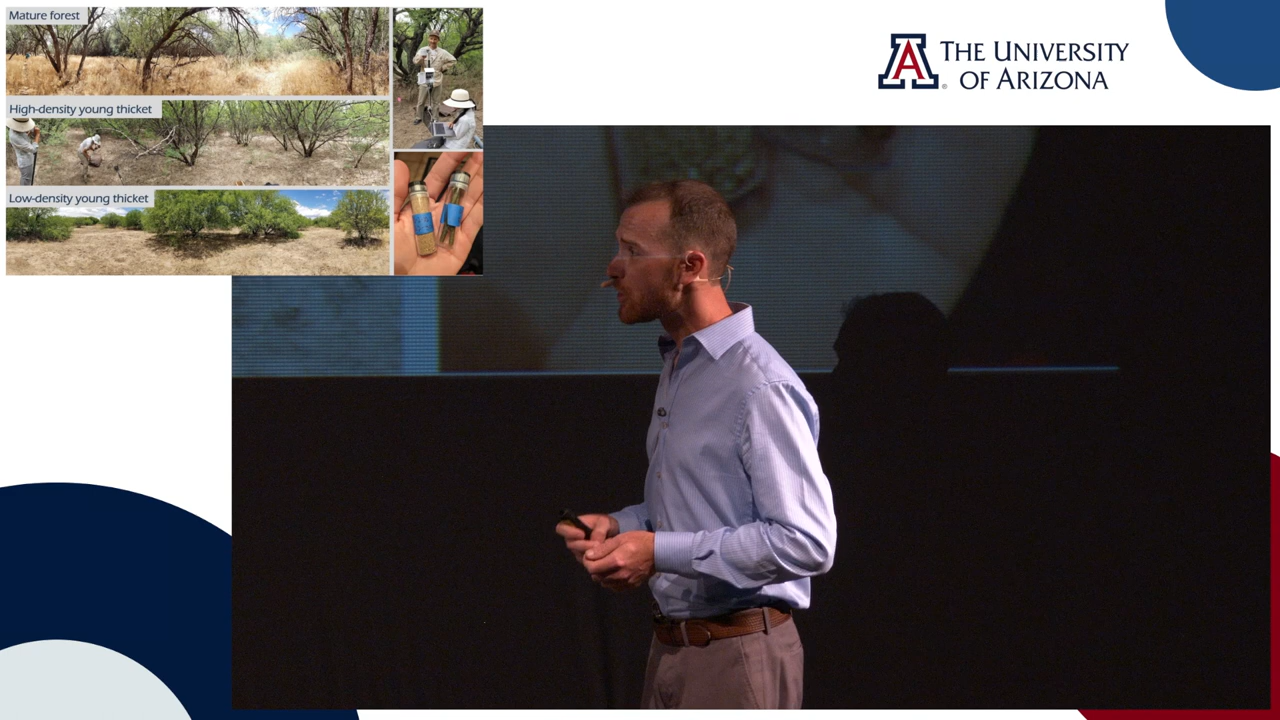 Mature forest
High-density young thicket
Low-density young thicket
THE UNIVERSITY
OF ARIZONA